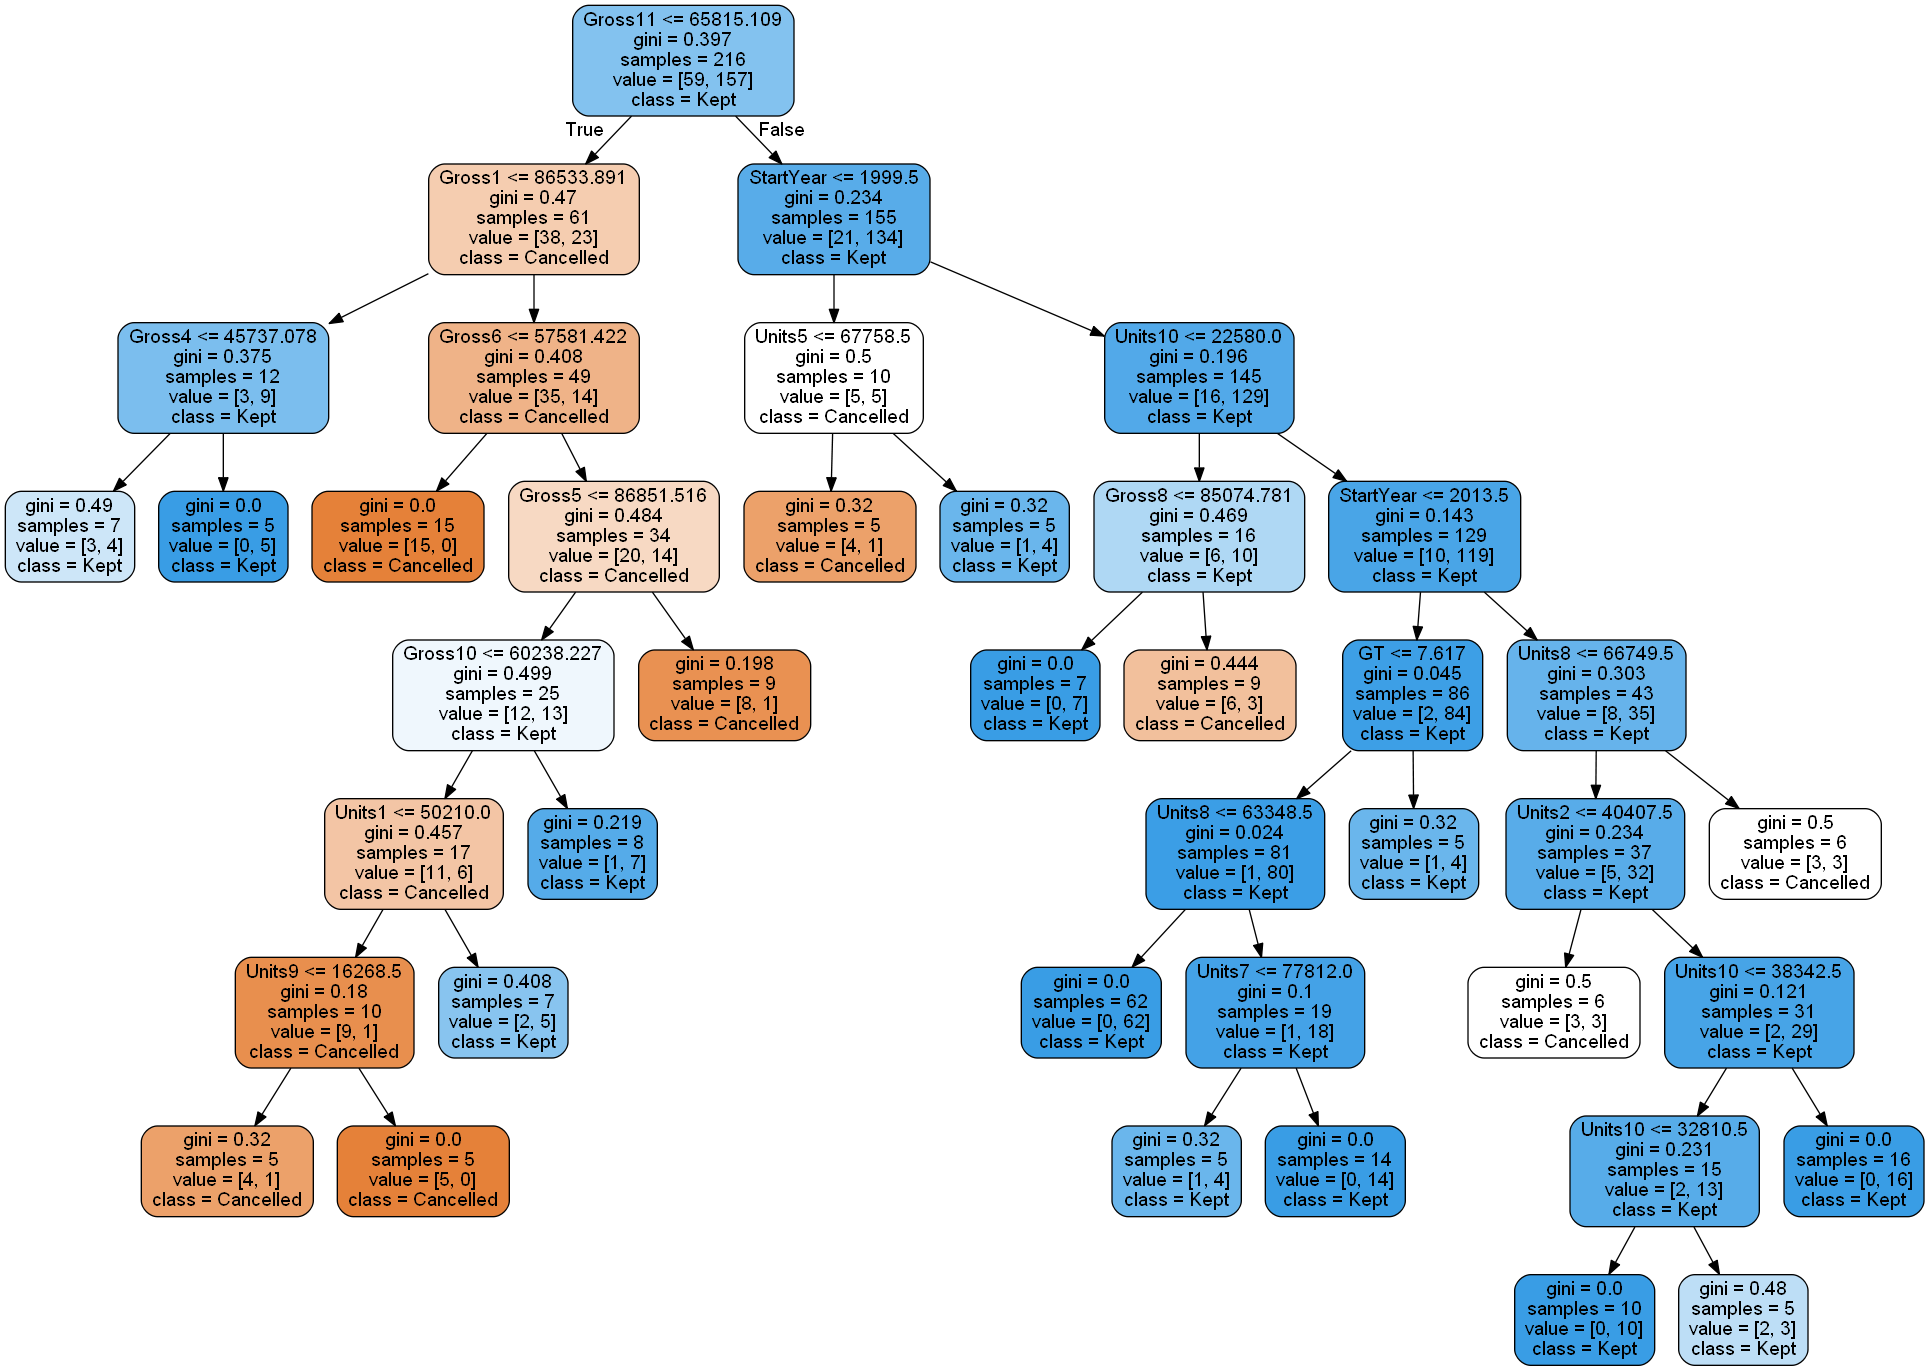 Gross11 <= 65815.109
gini = 0.397
samples = 216
value = [59, 157]
class = Kept
True
False
Gross1 <= 86533.891
gini = 0.47
samples = 61
value = [38, 23]
class = Cancelled
StartYear <= 1999.5
gini = 0.234
samples = 155
value = [21, 134]
class = Kept
Gross4 <= 45737.078
gini = 0.375
samples = 12
value = [3, 9]
class = Kept
Gross6 <= 57581.422
gini = 0.408
samples = 49
value = [35, 14]
class = Cancelled
Units5 <= 67758.5
gini = 0.5
samples = 10
value = [5, 5]
class = Cancelled
Units10 <= 22580.0
gini = 0.196
samples = 145
value = [16, 129]
class = Kept
gini = 0.49
samples = 7
value = [3, 4]
class = Kept
gini = 0.0
samples = 5
value = [0, 5]
class = Kept
gini = 0.0
samples = 15
value = [15, 0]
class = Cancelled
Gross5 <= 86851.516
gini = 0.484
samples = 34
value = [20, 14]
class = Cancelled
gini = 0.32
samples = 5
value = [4, 1]
class = Cancelled
gini = 0.32
samples = 5
value = [1, 4]
class = Kept
Gross8 <= 85074.781
gini = 0.469
samples = 16
value = [6, 10]
class = Kept
StartYear <= 2013.5
gini = 0.143
samples = 129
value = [10, 119]
class = Kept
Gross10 <= 60238.227
gini = 0.499
samples = 25
value = [12, 13]
class = Kept
gini = 0.198
samples = 9
value = [8, 1]
class = Cancelled
gini = 0.0
samples = 7
value = [0, 7]
class = Kept
gini = 0.444
samples = 9
value = [6, 3]
class = Cancelled
GT <= 7.617
gini = 0.045
samples = 86
value = [2, 84]
class = Kept
Units8 <= 66749.5
gini = 0.303
samples = 43
value = [8, 35]
class = Kept
Units1 <= 50210.0
gini = 0.457
samples = 17
value = [11, 6]
class = Cancelled
gini = 0.219
samples = 8
value = [1, 7]
class = Kept
Units8 <= 63348.5
gini = 0.024
samples = 81
value = [1, 80]
class = Kept
gini = 0.32
samples = 5
value = [1, 4]
class = Kept
Units2 <= 40407.5
gini = 0.234
samples = 37
value = [5, 32]
class = Kept
gini = 0.5
samples = 6
value = [3, 3]
class = Cancelled
Units9 <= 16268.5
gini = 0.18
samples = 10
value = [9, 1]
class = Cancelled
gini = 0.408
samples = 7
value = [2, 5]
class = Kept
gini = 0.0
samples = 62
value = [0, 62]
class = Kept
Units7 <= 77812.0
gini = 0.1
samples = 19
value = [1, 18]
class = Kept
gini = 0.5
samples = 6
value = [3, 3]
class = Cancelled
Units10 <= 38342.5
gini = 0.121
samples = 31
value = [2, 29]
class = Kept
gini = 0.32
samples = 5
value = [4, 1]
class = Cancelled
gini = 0.0
samples = 5
value = [5, 0]
class = Cancelled
gini = 0.32
samples = 5
value = [1, 4]
class = Kept
gini = 0.0
samples = 14
value = [0, 14]
class = Kept
Units10 <= 32810.5
gini = 0.231
samples = 15
value = [2, 13]
class = Kept
gini = 0.0
samples = 16
value = [0, 16]
class = Kept
gini = 0.0
samples = 10
value = [0, 10]
class = Kept
gini = 0.48
samples = 5
value = [2, 3]
class = Kept